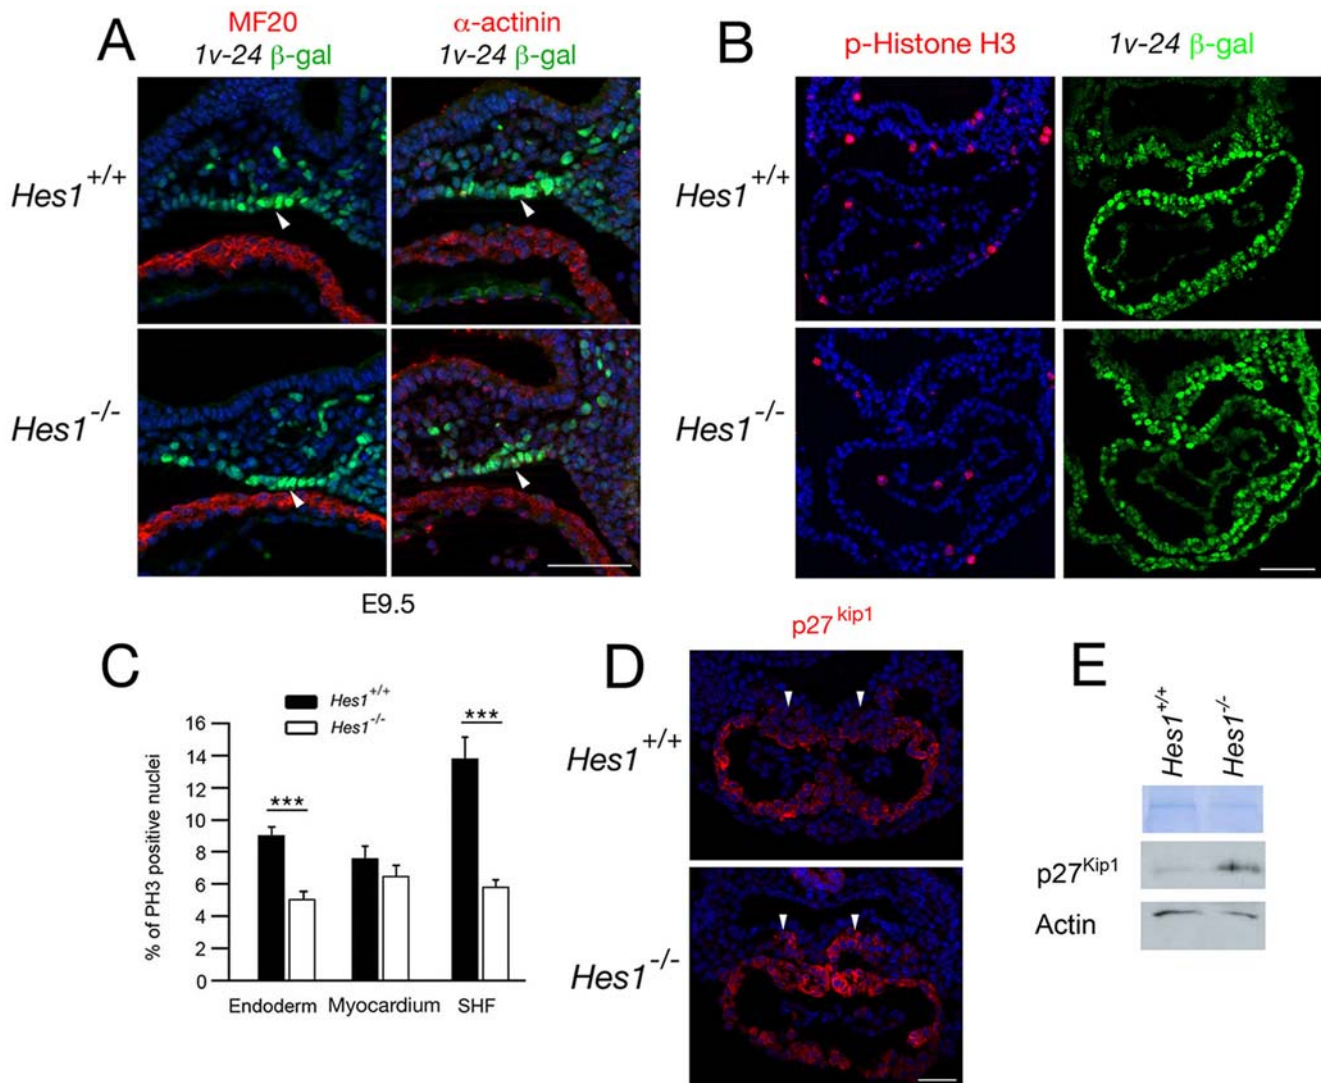 A
MF20
1v-24 β-gal
α-actinin
1v-24 β-gal
Hes1+/+
Hes1-/-
E9.5
B
p-Histone H3
1v-24 β-gal
Hes1+/+
Hes1-/-
C
Hes1+/+
Hes1-/-
% of PH3 positive nuclei
16
14
12
10
8
6
4
2
0
***
***
Endoderm
Myocardium
SHF
D
p27kip1
Hes1+/+
Hes1-/-
E
Hes1+/+
Hes1-/-
p27Kip1
Actin